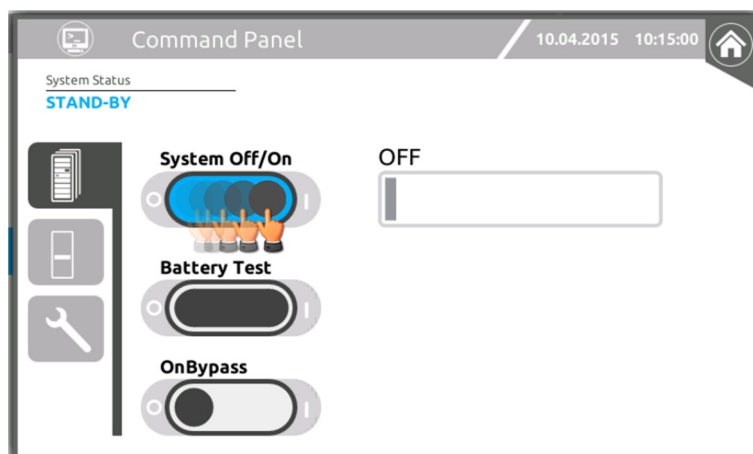 Command Panel
10.04.2015 10:15:00
System Status
STAND-BY
System Off/On
OFF
Battery Test
OnBypass